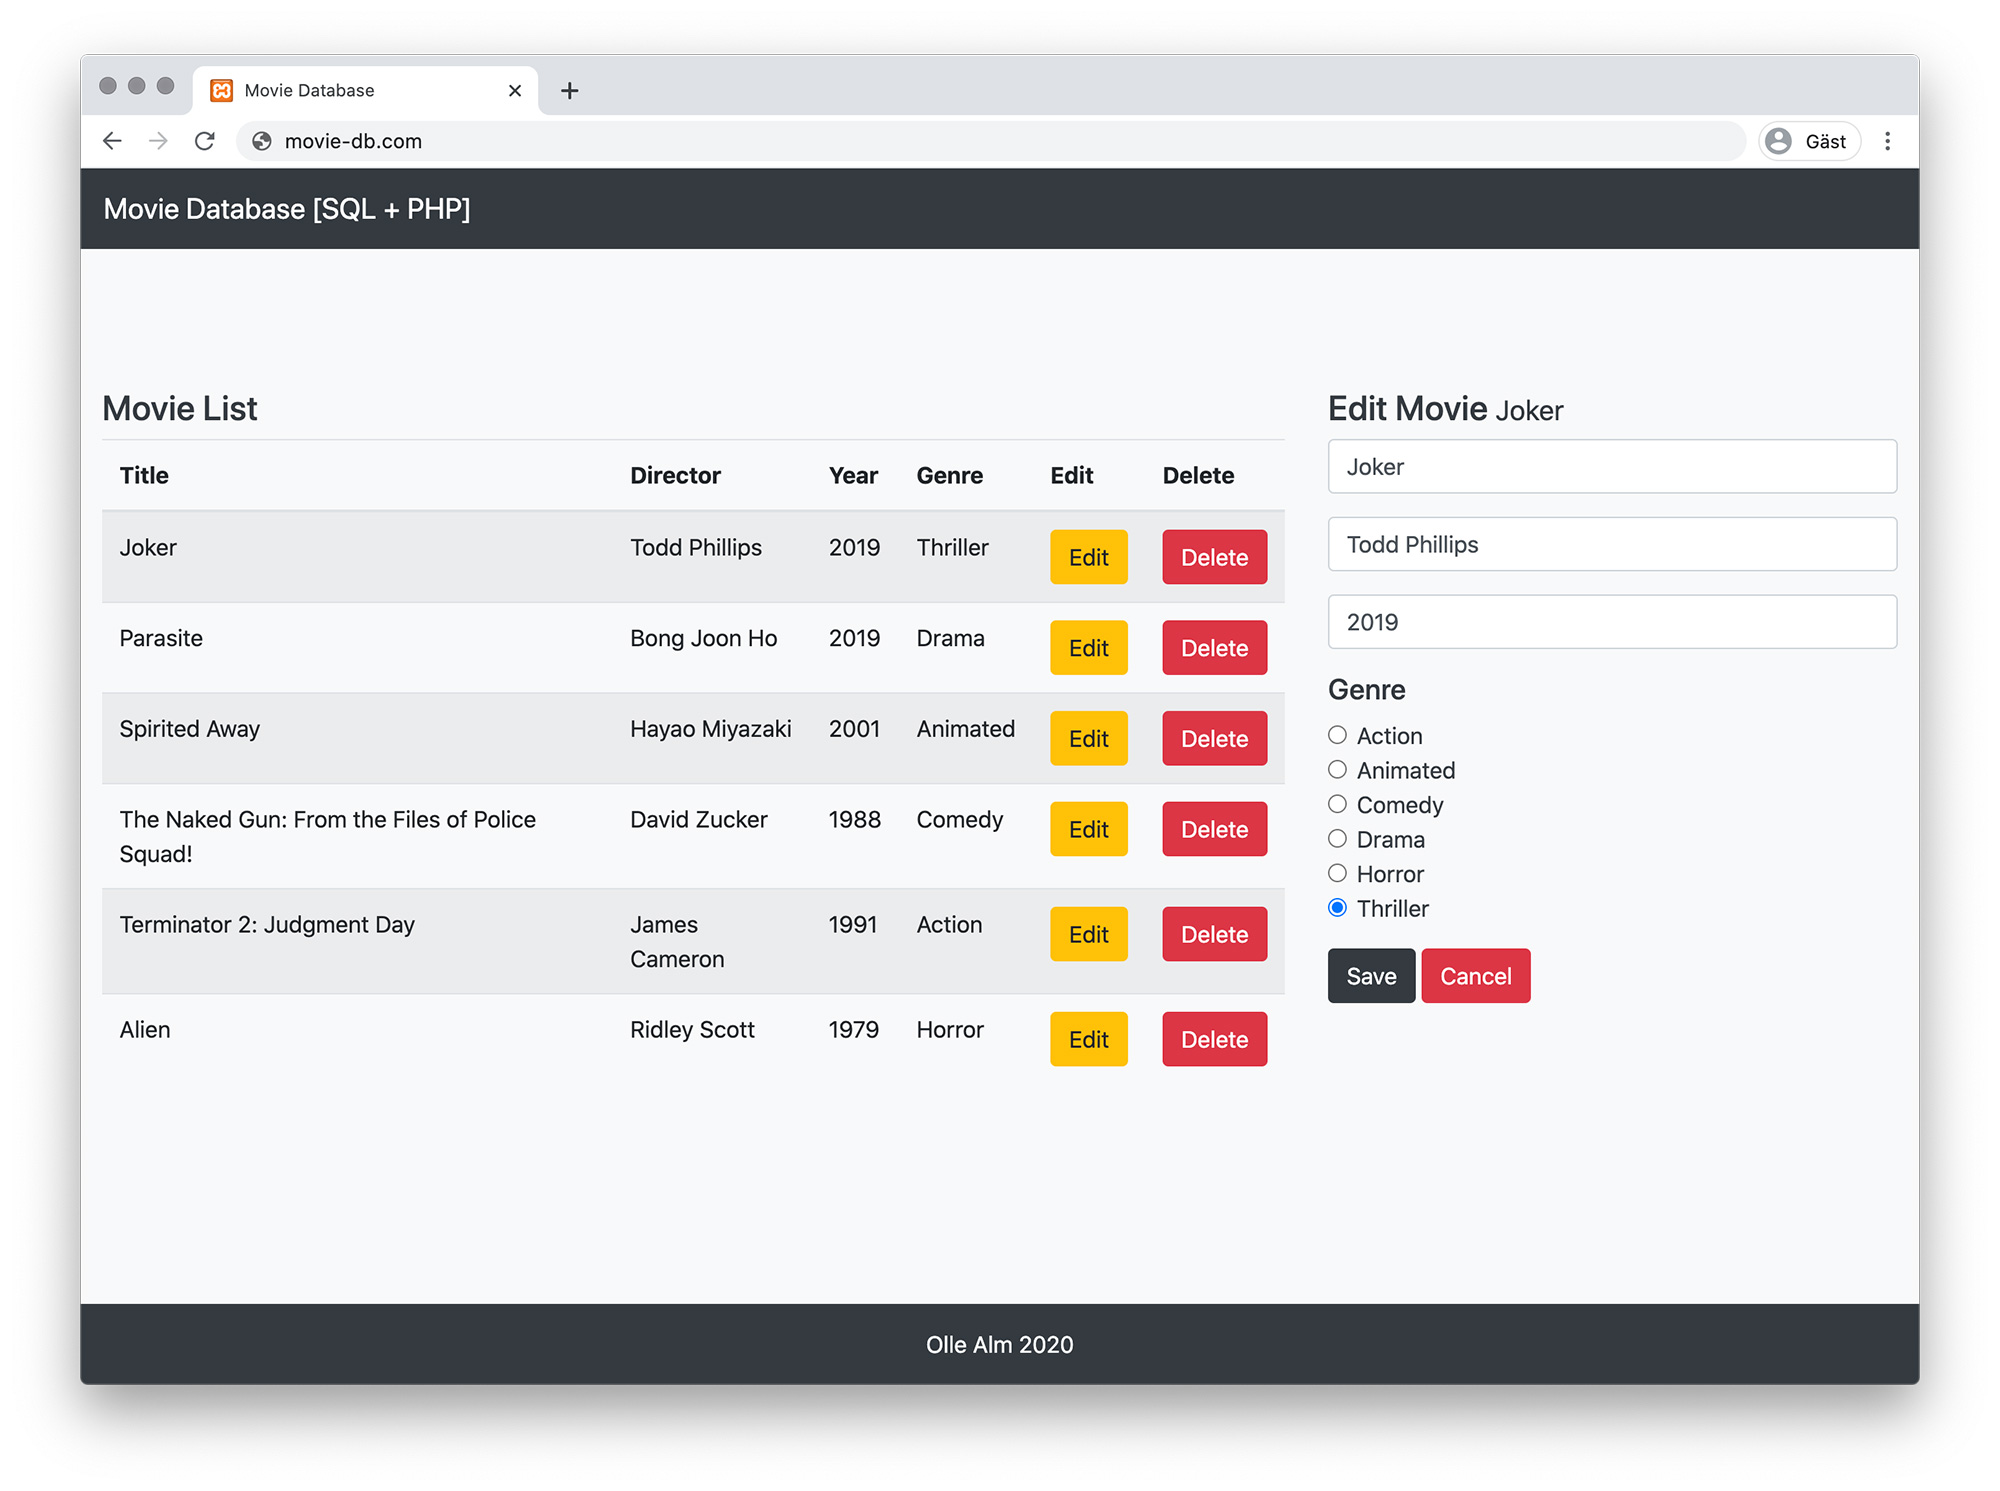 Movie Database
movie-db.com
Gäst
Movie Database [SQL + PHP]
Movie List
Title Director Year Genre Edit Delete
Joker Todd Phillips 2019 Thriller Edit Delete
Parasite Bong Joon Ho 2019 Drama Edit Delete
Spirited Away Hayao Miyazaki 2001 Animated Edit Delete
The Naked Gun: From the Files of Police
Squad!
David Zucker 1988 Comedy Edit Delete
Terminator 2: Judgment Day
James
Cameron
1991 Action Edit Delete
Alien Ridley Scott 1979 Horror Edit Delete
Edit Movie Joker
Joker
Todd Phillips
2019
Genre
Action
Animated
Comedy
Drama
Horror
Thriller
Save Cancel
Olle Alm 2020